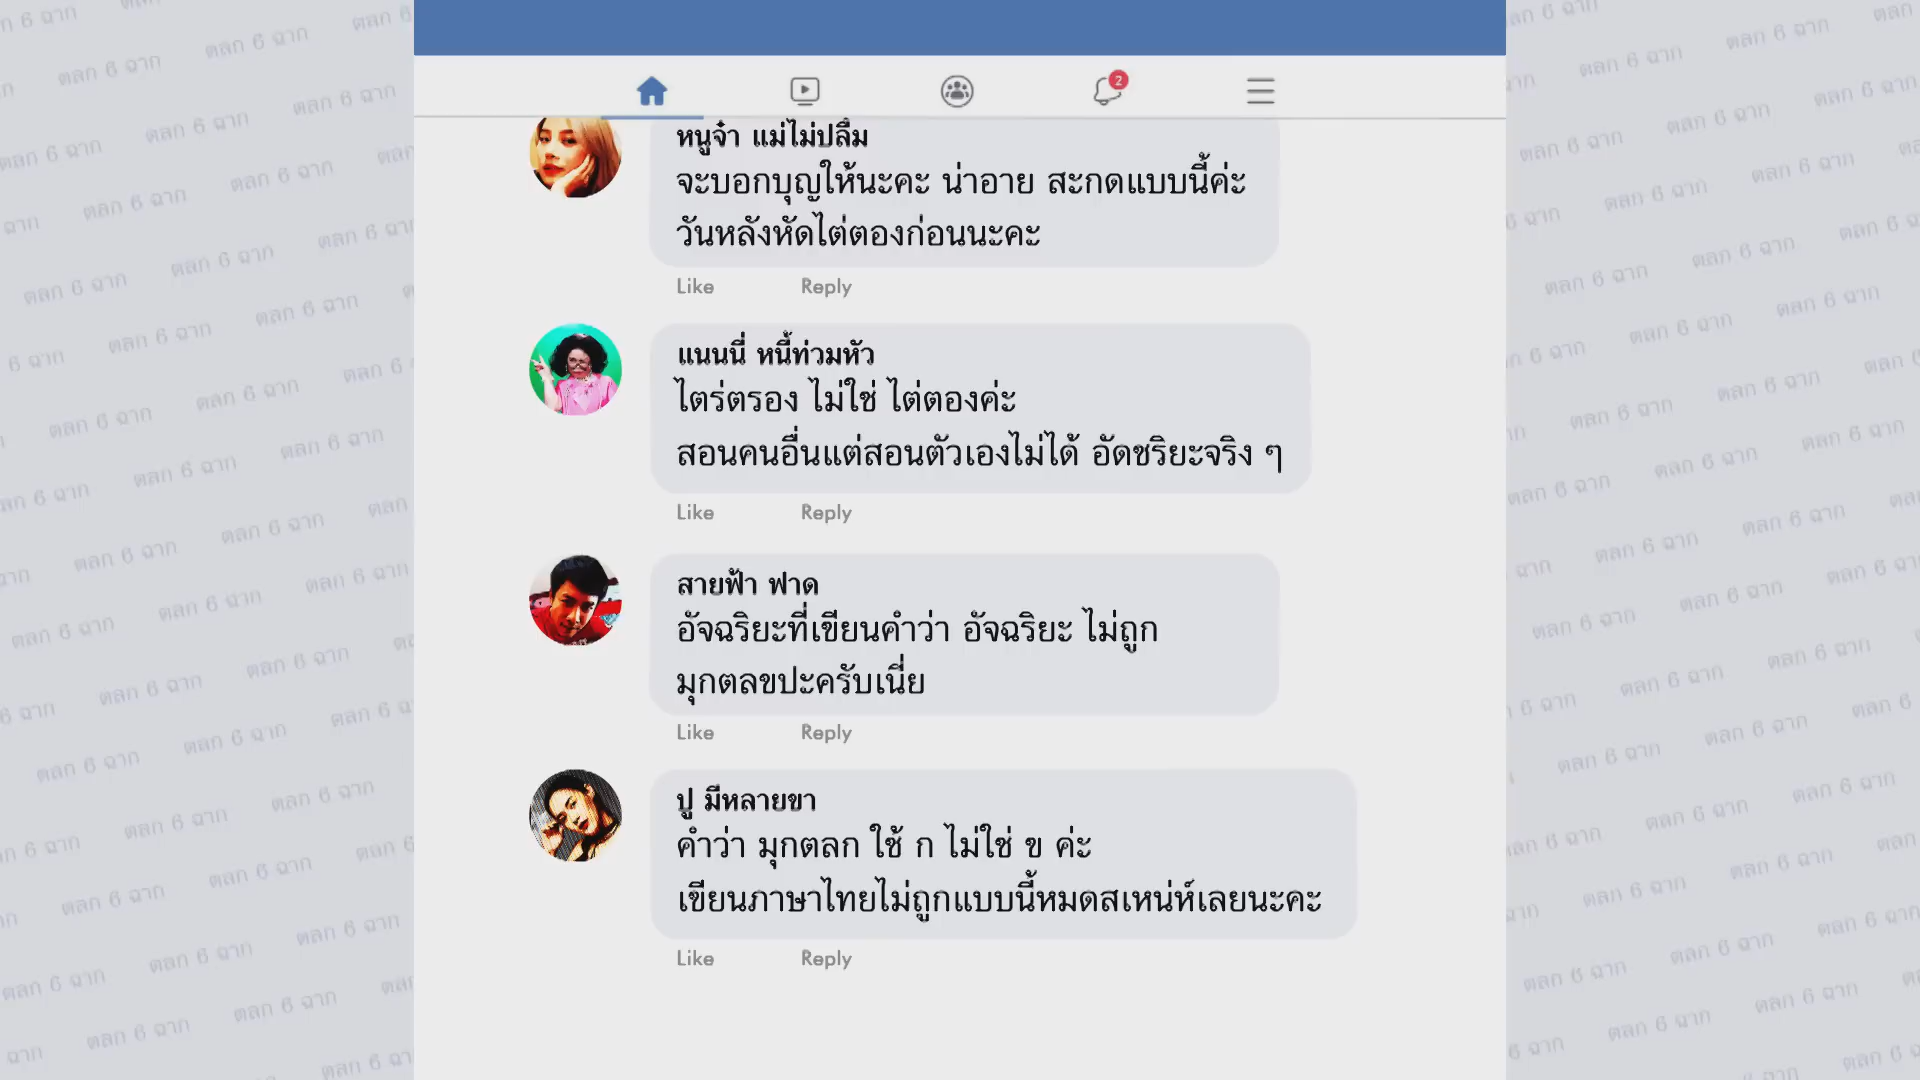 2
หนูจ๋า แม่ไม่ปลื้ม
จะบอกบุญให้นะคะ น่าอาย สะกดแบบนี้ค่ะ
วันหลังหัดไต่ตองก่อนนะคะ
Like Reply
แนนนี่ หนี้ท่วมหัว
ไตร่ตรอง ไม่ใช่ ไต่ตองค่ะ
สอนคนอื่นแต่สอนตัวเองไม่ได้ อัดชริยะจริง ๆ
Like Reply
สายฟ้า ฟาด
อัจฉริยะที่เขียนคำว่า อัจฉริยะ ไม่ถูก
มุกตลขปะครับเนี่ย
Like Reply
ปู มีหลายขา
คำว่า มุกตลก ใช้ ก ไม่ใช่ ข ค่ะ
เขียนภาษาไทยไม่ถูกแบบนี้หมดสเหน่ห์เลยนะคะ
Like Reply
ตลก 6 ฉาก